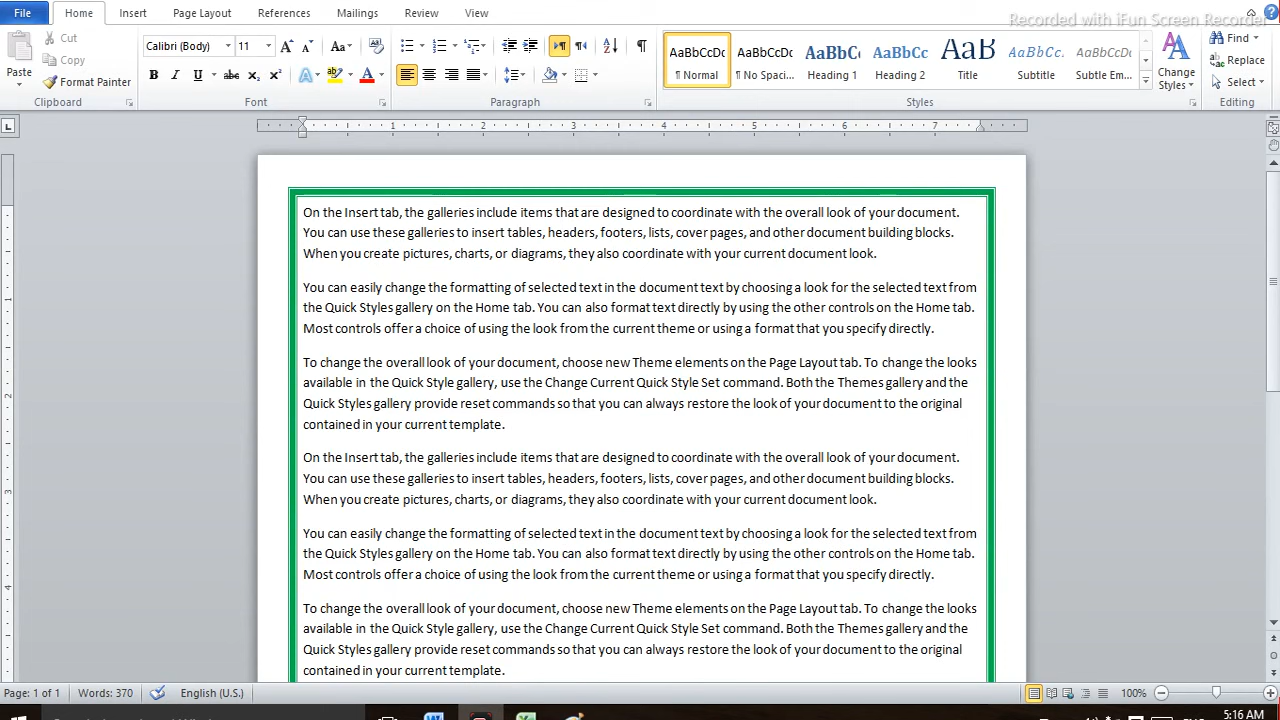 File Home Insert Page Layout References Mailings Review View
Recorded with iFun Screen Recorder
Paste
Cut
Copy
Format Painter
Clipboard
Calibri (Body) 11
Font
Paragraph
AaBbCcDc AaBbCcDc AaBbC AaBbCc AaB AaBbCc. AaBbCcDc
¶ Normal ¶ No Spaci... Heading 1 Heading 2 Title Subtitle Subtle Em...
Change
Styles
Styles
Find
Replace
Select
Editing
1 2 3 4 5 6 7
On the Insert tab, the galleries include items that are designed to coordinate with the overall look of your document.
You can use these galleries to insert tables, headers, footers, lists, cover pages, and other document building blocks.
When you create pictures, charts, or diagrams, they also coordinate with your current document look.
You can easily change the formatting of selected text in the document text by choosing a look for the selected text from
the Quick Styles gallery on the Home tab. You can also format text directly by using the other controls on the Home tab.
Most controls offer a choice of using the look from the current theme or using a format that you specify directly.
To change the overall look of your document, choose new Theme elements on the Page Layout tab. To change the looks
available in the Quick Style gallery, use the Change Current Quick Style Set command. Both the Themes gallery and the
Quick Styles gallery provide reset commands so that you can always restore the look of your document to the original
contained in your current template.
On the Insert tab, the galleries include items that are designed to coordinate with the overall look of your document.
You can use these galleries to insert tables, headers, footers, lists, cover pages, and other document building blocks.
When you create pictures, charts, or diagrams, they also coordinate with your current document look.
You can easily change the formatting of selected text in the document text by choosing a look for the selected text from
the Quick Styles gallery on the Home tab. You can also format text directly by using the other controls on the Home tab.
Most controls offer a choice of using the look from the current theme or using a format that you specify directly.
To change the overall look of your document, choose new Theme elements on the Page Layout tab. To change the looks
available in the Quick Style gallery, use the Change Current Quick Style Set command. Both the Themes gallery and the
Quick Styles gallery provide reset commands so that you can always restore the look of your document to the original
contained in your current template.
Page: 1 of 1 Words: 370 English (U.S.) 100%
5:16 AM